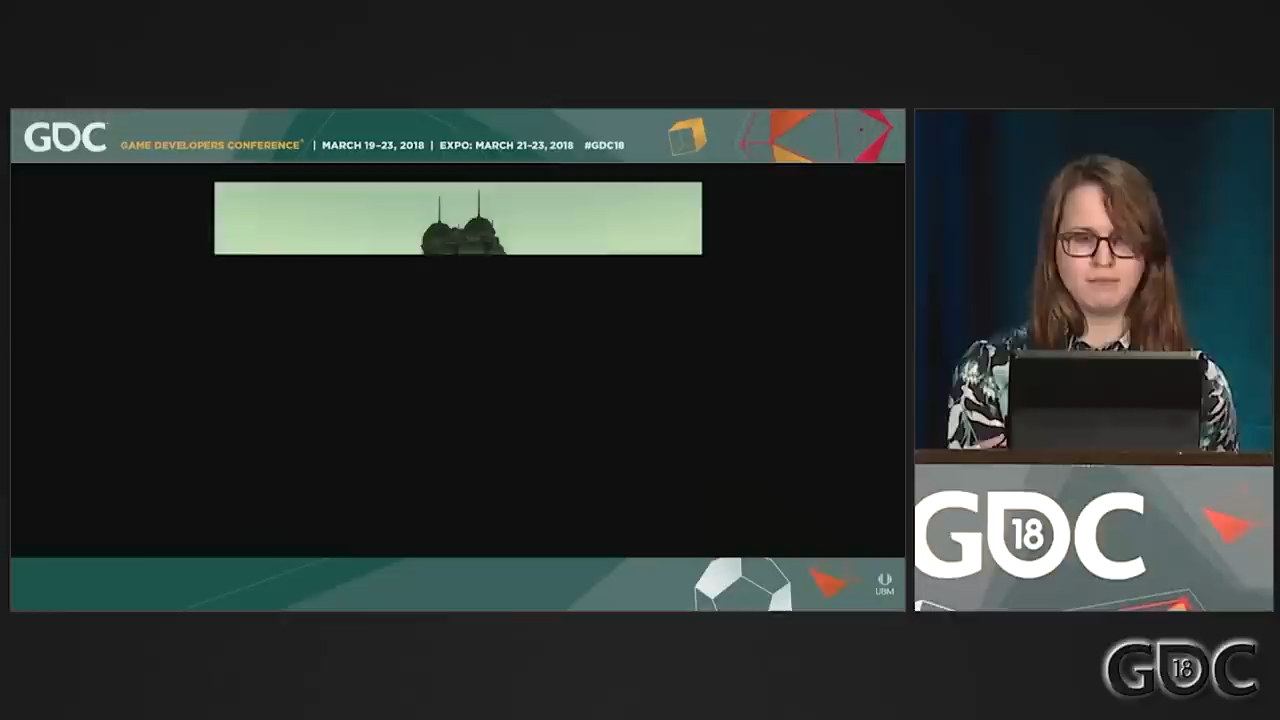 GDC GAME DEVELOPERS CONFERENCE® | MARCH 19–23, 2018 | EXPO: MARCH 21–23, 2018 #GDC18
UBM
GDC
18
GDC
18